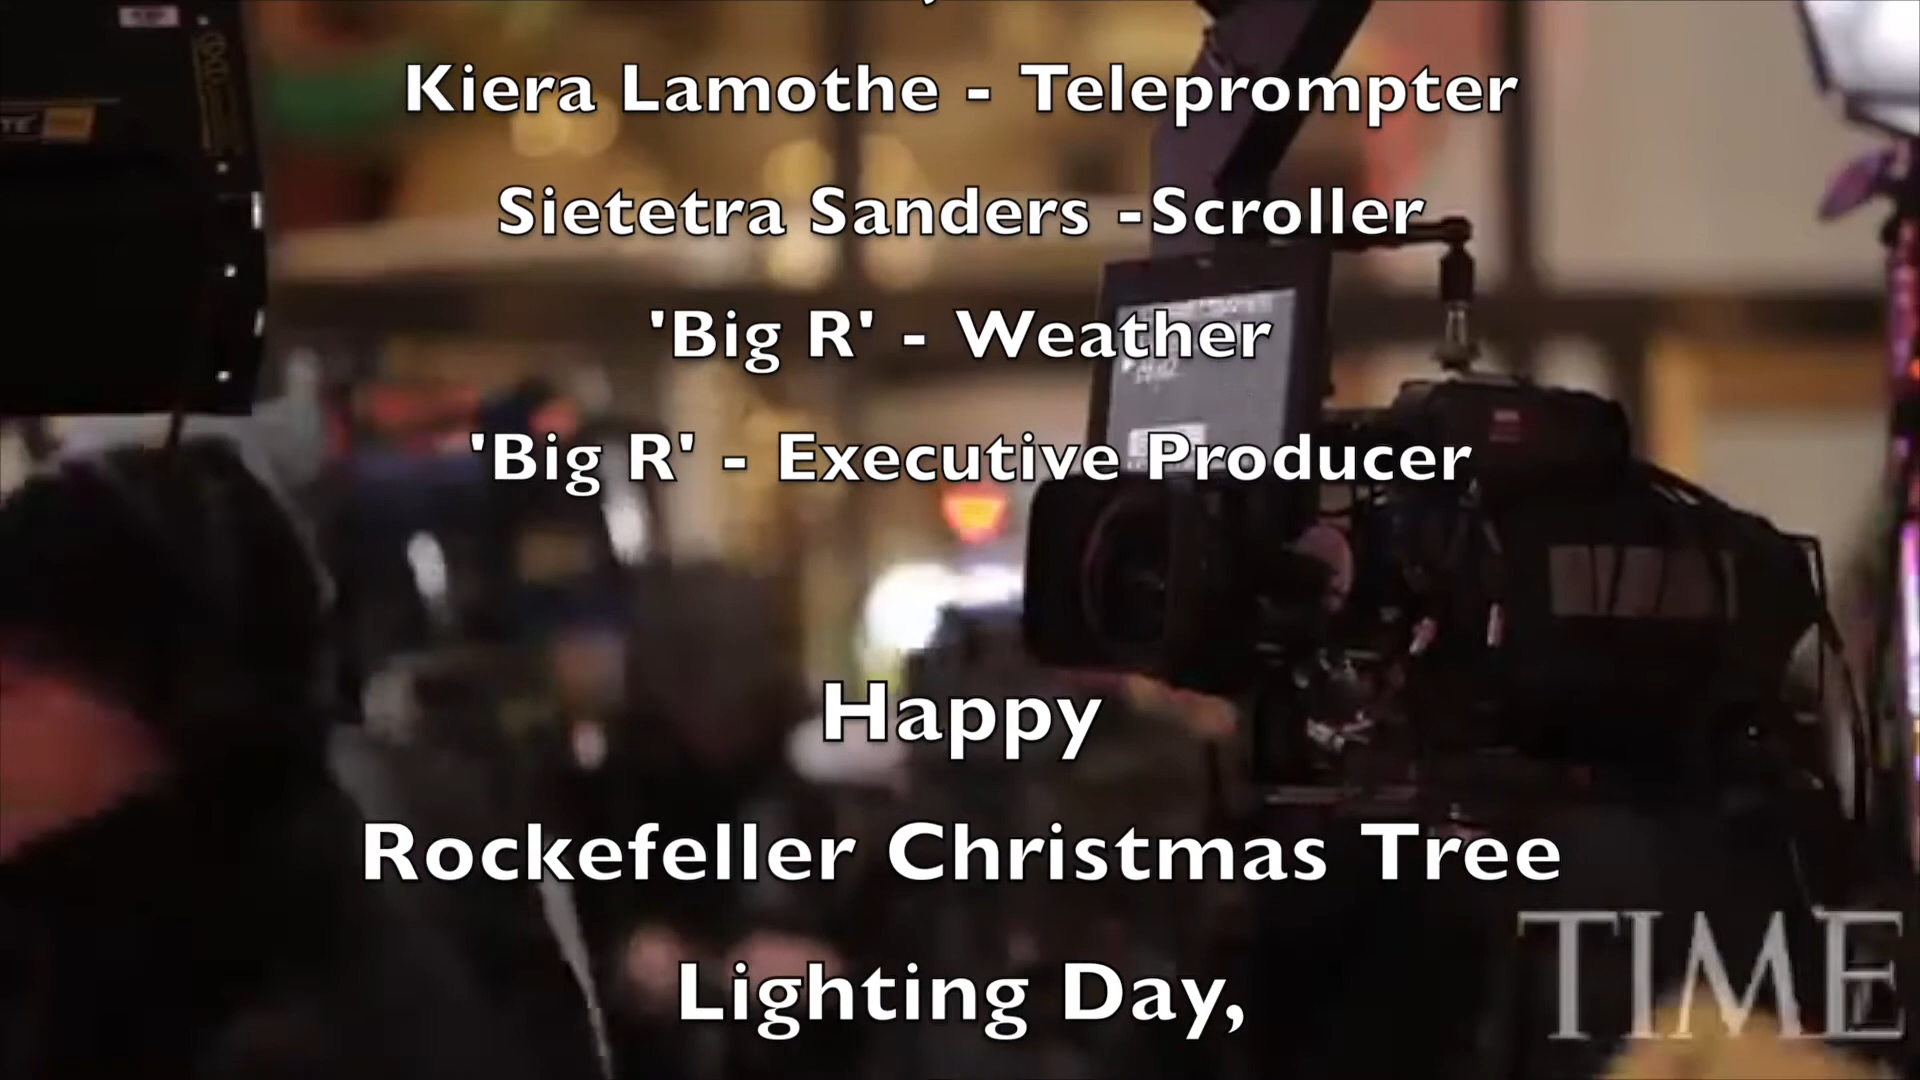 Kiera Lamothe - Teleprompter
Sietetra Sanders -Scroller
'Big R' - Weather
'Big R' - Executive Producer
Happy
Rockefeller Christmas Tree
Lighting Day,
TIME